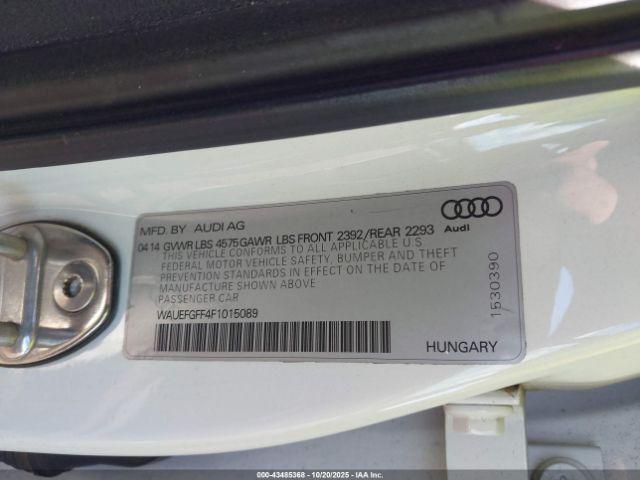 MFD. BY AUDI AG
Audi
04 14 GVWR LBS 4575 GAWR LBS FRONT 2392/REAR 2293
THIS VEHICLE CONFORMS TO ALL APPLICABLE U.S
FEDERAL MOTOR VEHICLE SAFETY, BUMPER AND THEFT
PREVENTION STANDARDS IN EFFECT ON THE DATE OF
MANUFACTURE SHOWN ABOVE
PASSENGER CAR
WAUEFGFF4F1015089
HUNGARY
1530390
000-43485368 - 10/20/2025 - IAAI.COM